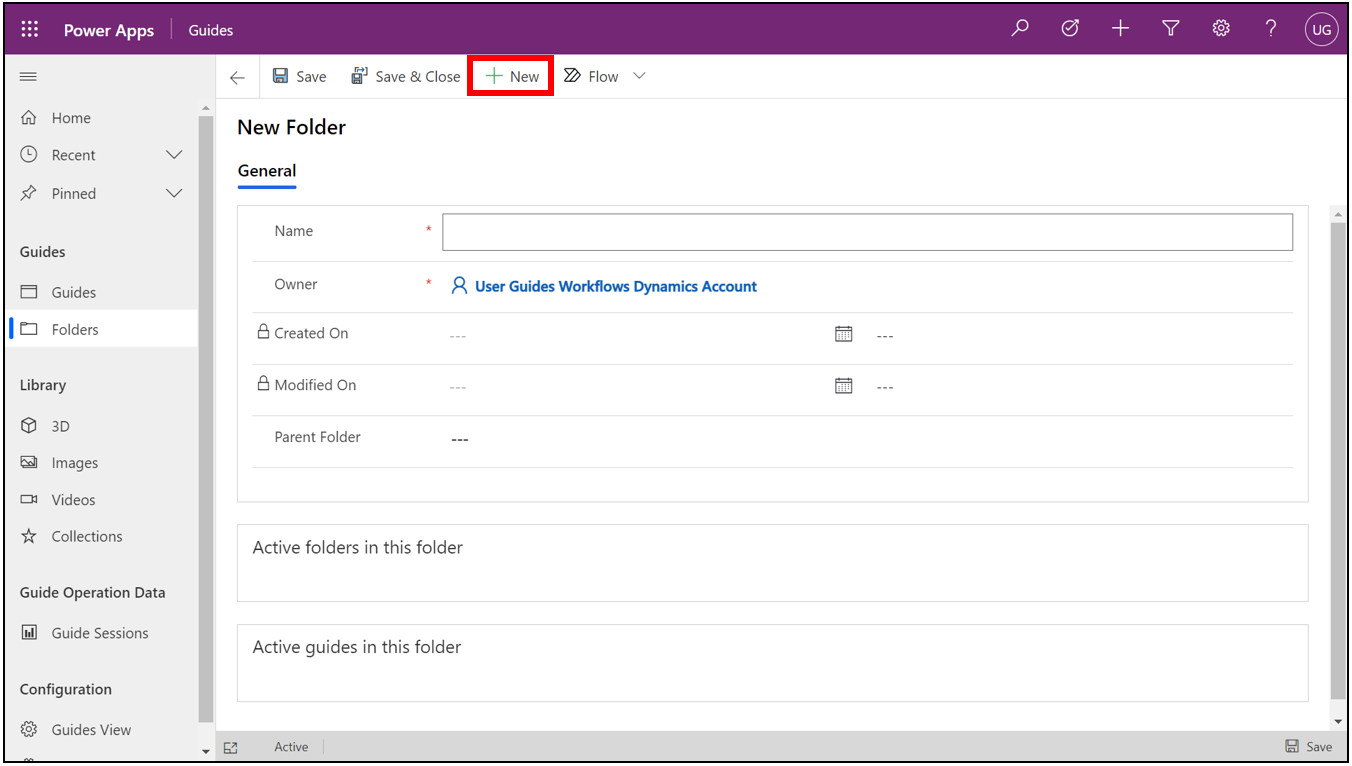 Power Apps Guides UG
Save Save & Close New Flow
Home
Recent
Pinned
Guides
Guides
Folders
Library
3D
Images
Videos
Collections
Guide Operation Data
Guide Sessions
Configuration
Guides View
New Folder
General
Name *
Owner * User Guides Workflows Dynamics Account
Created On --- ---
Modified On --- ---
Parent Folder ---
Active folders in this folder
Active guides in this folder
Active Save